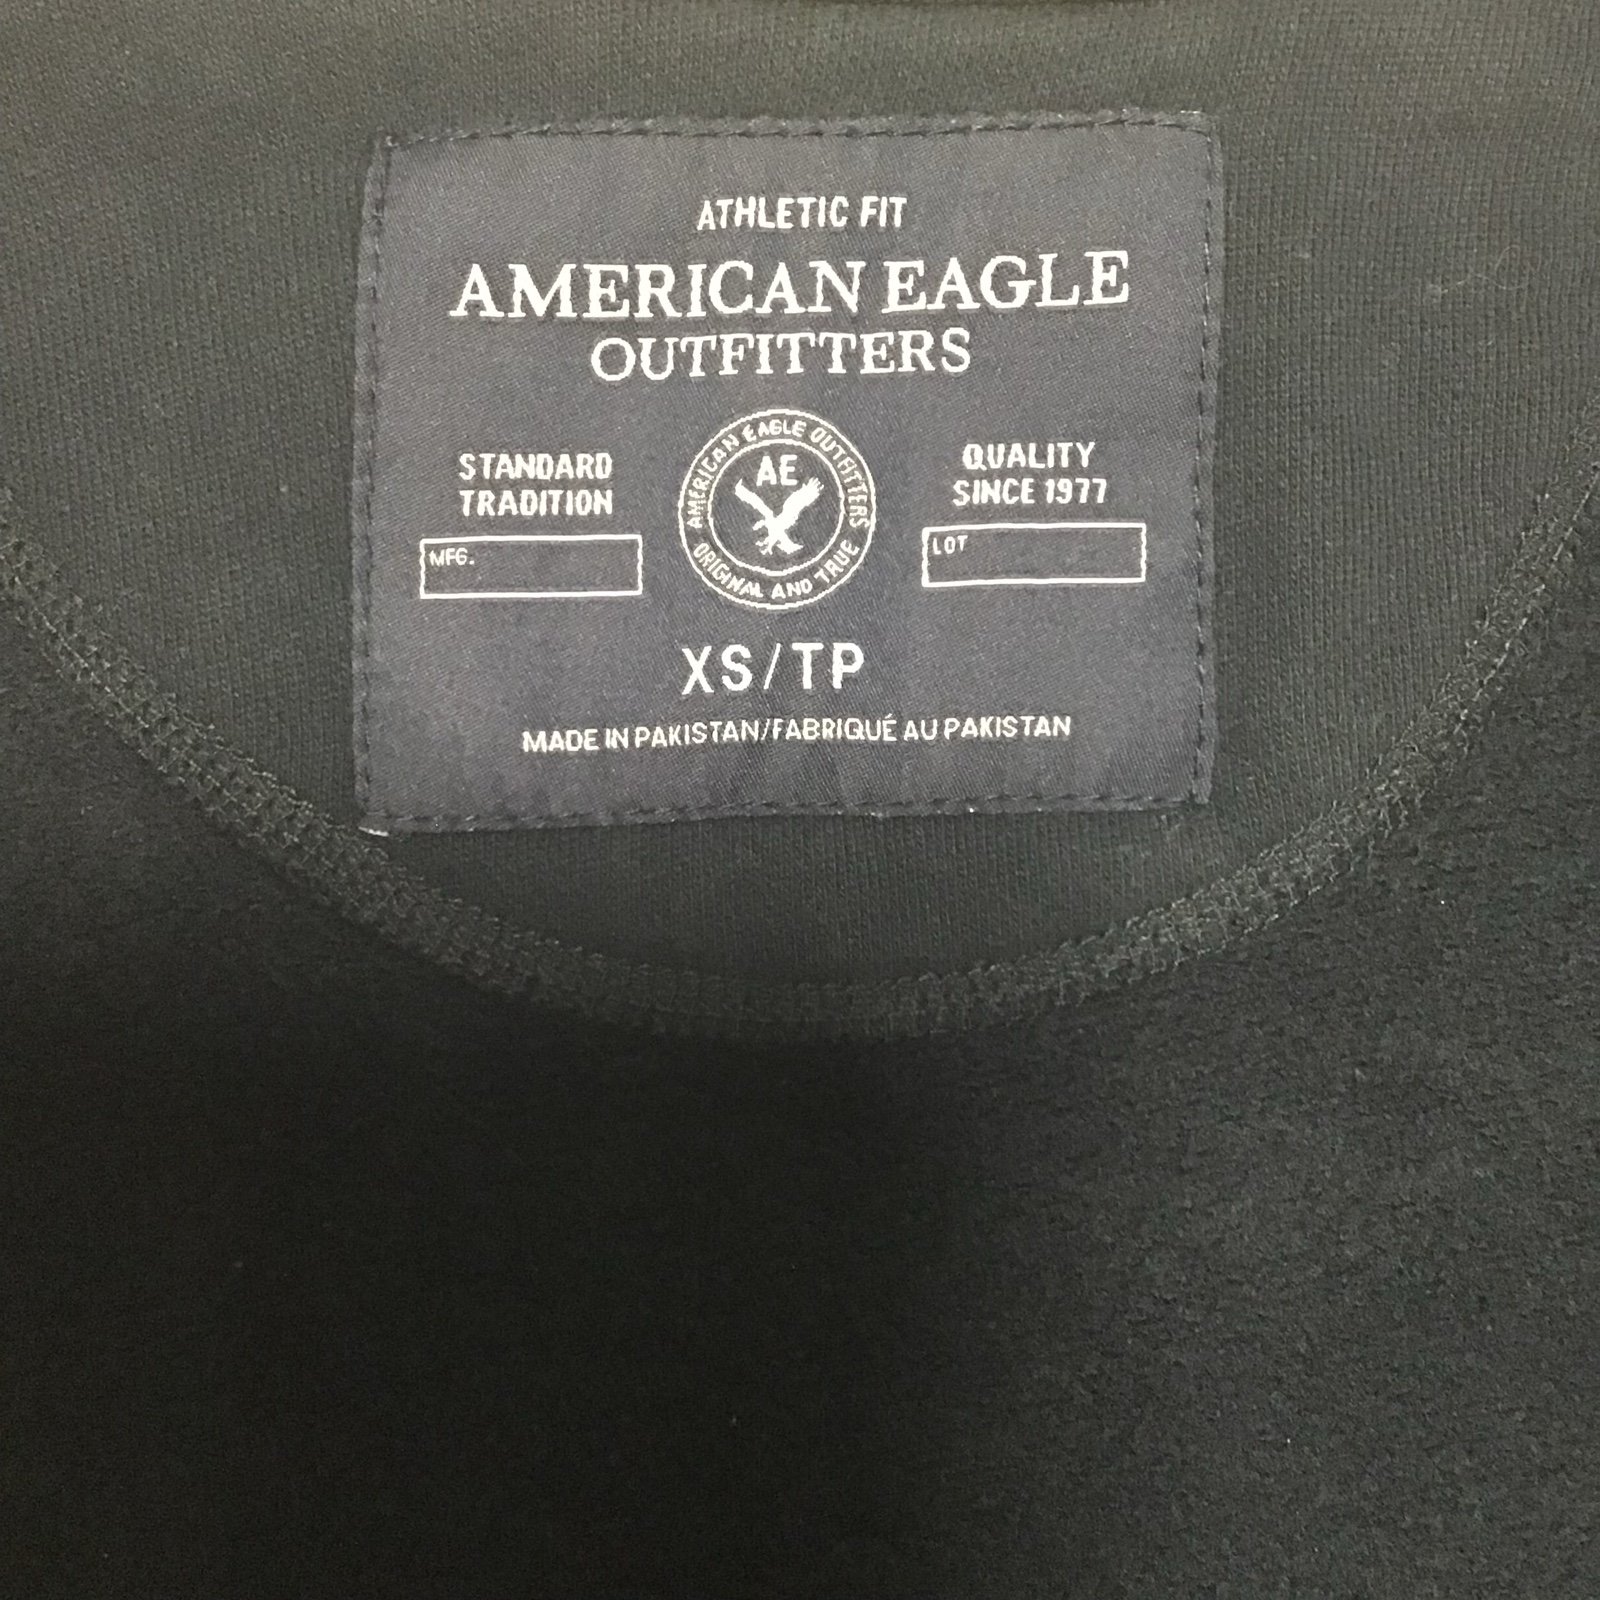 ATHLETIC FIT
AMERICAN EAGLE
OUTFITTERS
STANDARD
TRADITION
MFG.
AMERICAN EAGLE OUTFITTERS
AE
ORIGINAL AND TRUE
QUALITY
SINCE 1977
LOT
XS/TP
MADE IN PAKISTAN/FABRIQUÉ AU PAKISTAN